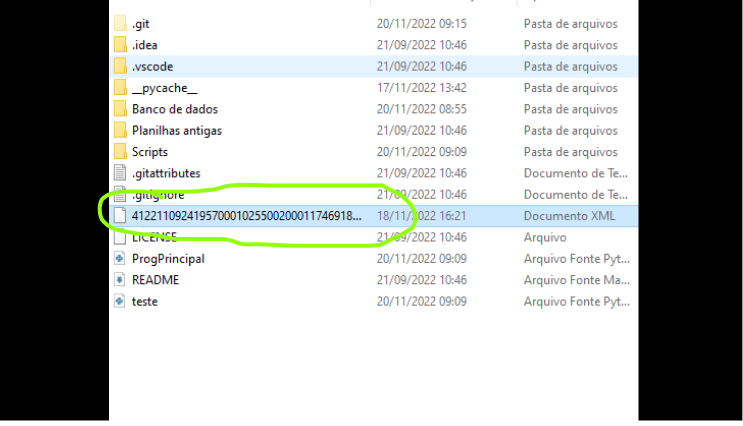 .git 20/11/2022 09:15 Pasta de arquivos
.idea 21/09/2022 10:46 Pasta de arquivos
.vscode 21/09/2022 10:46 Pasta de arquivos
__pycache__ 17/11/2022 13:42 Pasta de arquivos
Banco de dados 20/11/2022 08:55 Pasta de arquivos
Planilhas antigas 21/09/2022 10:46 Pasta de arquivos
Scripts 20/11/2022 09:09 Pasta de arquivos
.gitattributes 21/09/2022 10:46 Documento de Te...
.gitignore 21/09/2022 10:46 Documento de Te...
412211092419570001025500200011746918... 18/11/2022 16:21 Documento XML
LICENSE 21/09/2022 10:46 Arquivo
ProgPrincipal 20/11/2022 09:09 Arquivo Fonte Pyt...
README 21/09/2022 10:46 Arquivo Fonte Ma...
teste 20/11/2022 09:09 Arquivo Fonte Pyt...